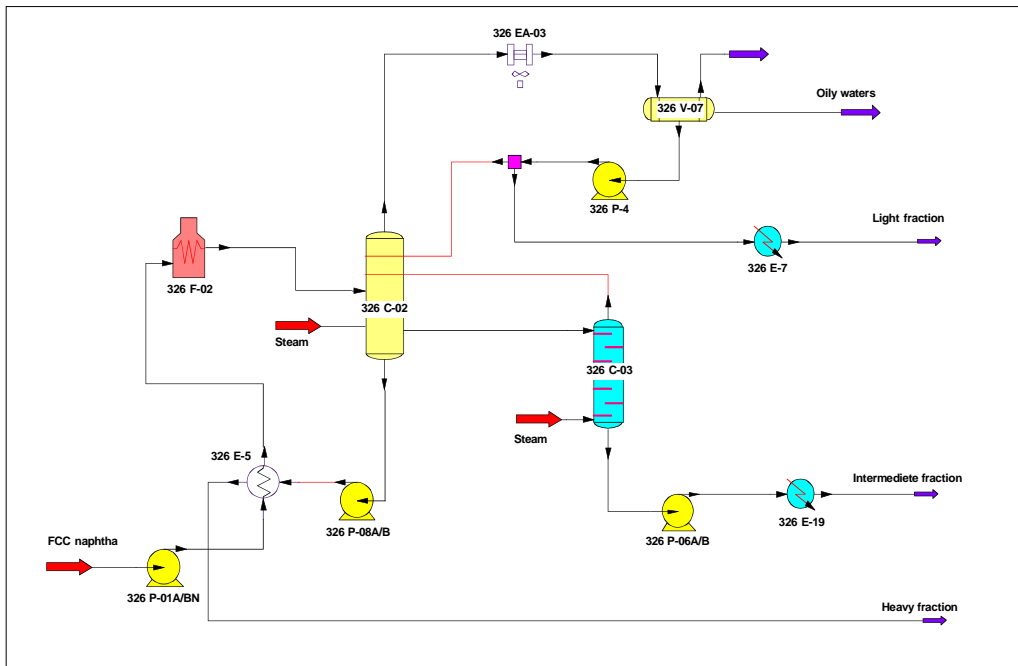 326 EA-03
326 V-07
Oily waters
326 P-4
Light fraction
326 E-7
326 F-02
326 C-02
Steam
326 C-03
Steam
326 E-5
Intermediete fraction
326 E-19
326 P-08A/B
326 P-06A/B
FCC naphtha
326 P-01A/BN
Heavy fraction